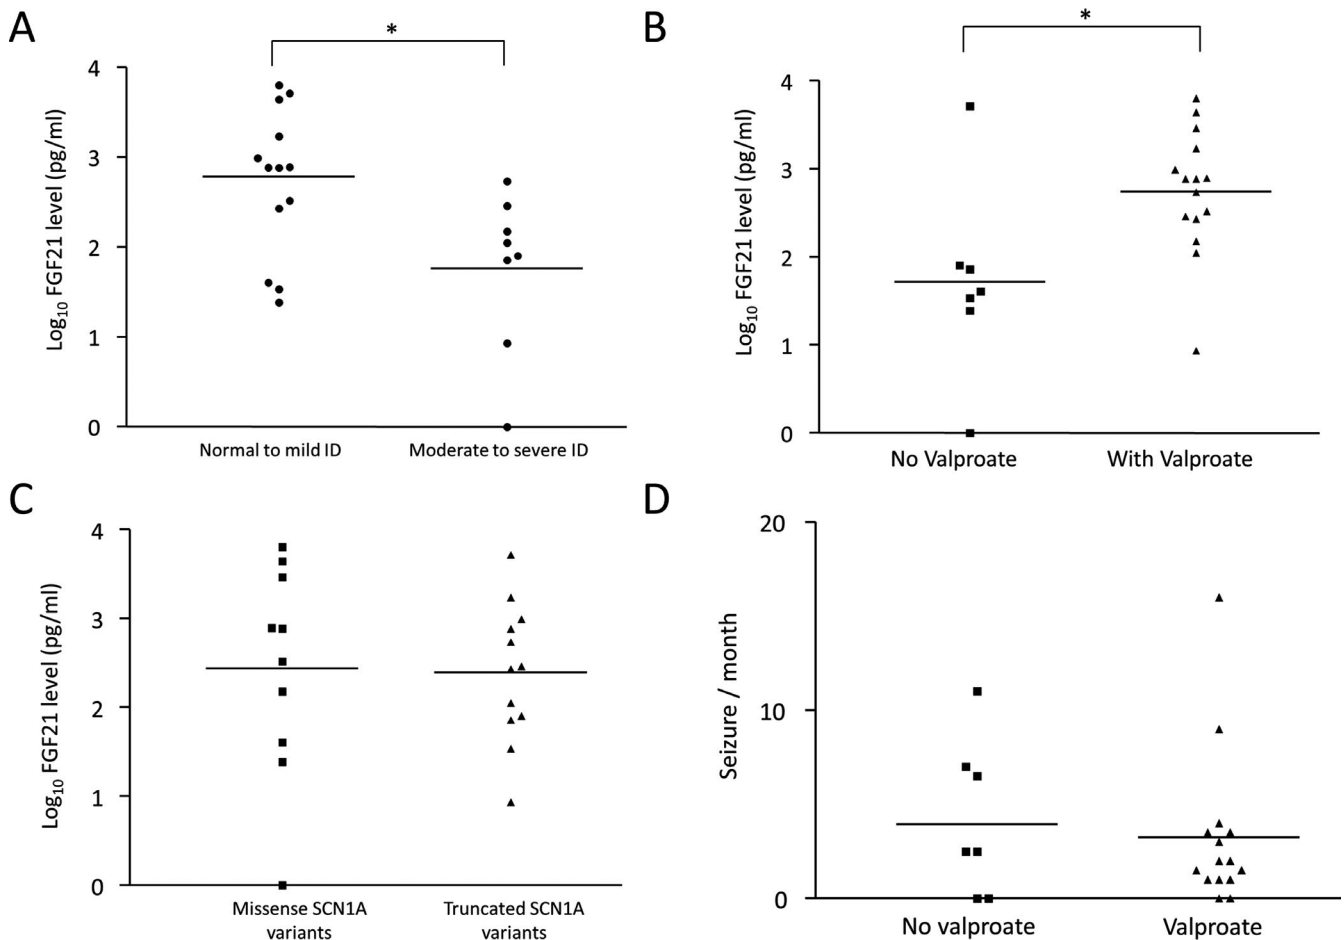 A
*
4
3
2
1
0
Log10 FGF21 level (pg/ml)
Normal to mild ID
Moderate to severe ID
B
*
4
3
2
1
0
Log10 FGF21 level (pg/ml)
No Valproate
With Valproate
C
4
3
2
1
0
Log10 FGF21 level (pg/ml)
Missense SCN1A
variants
Truncated SCN1A
variants
D
20
10
0
Seizure / month
No valproate
Valproate